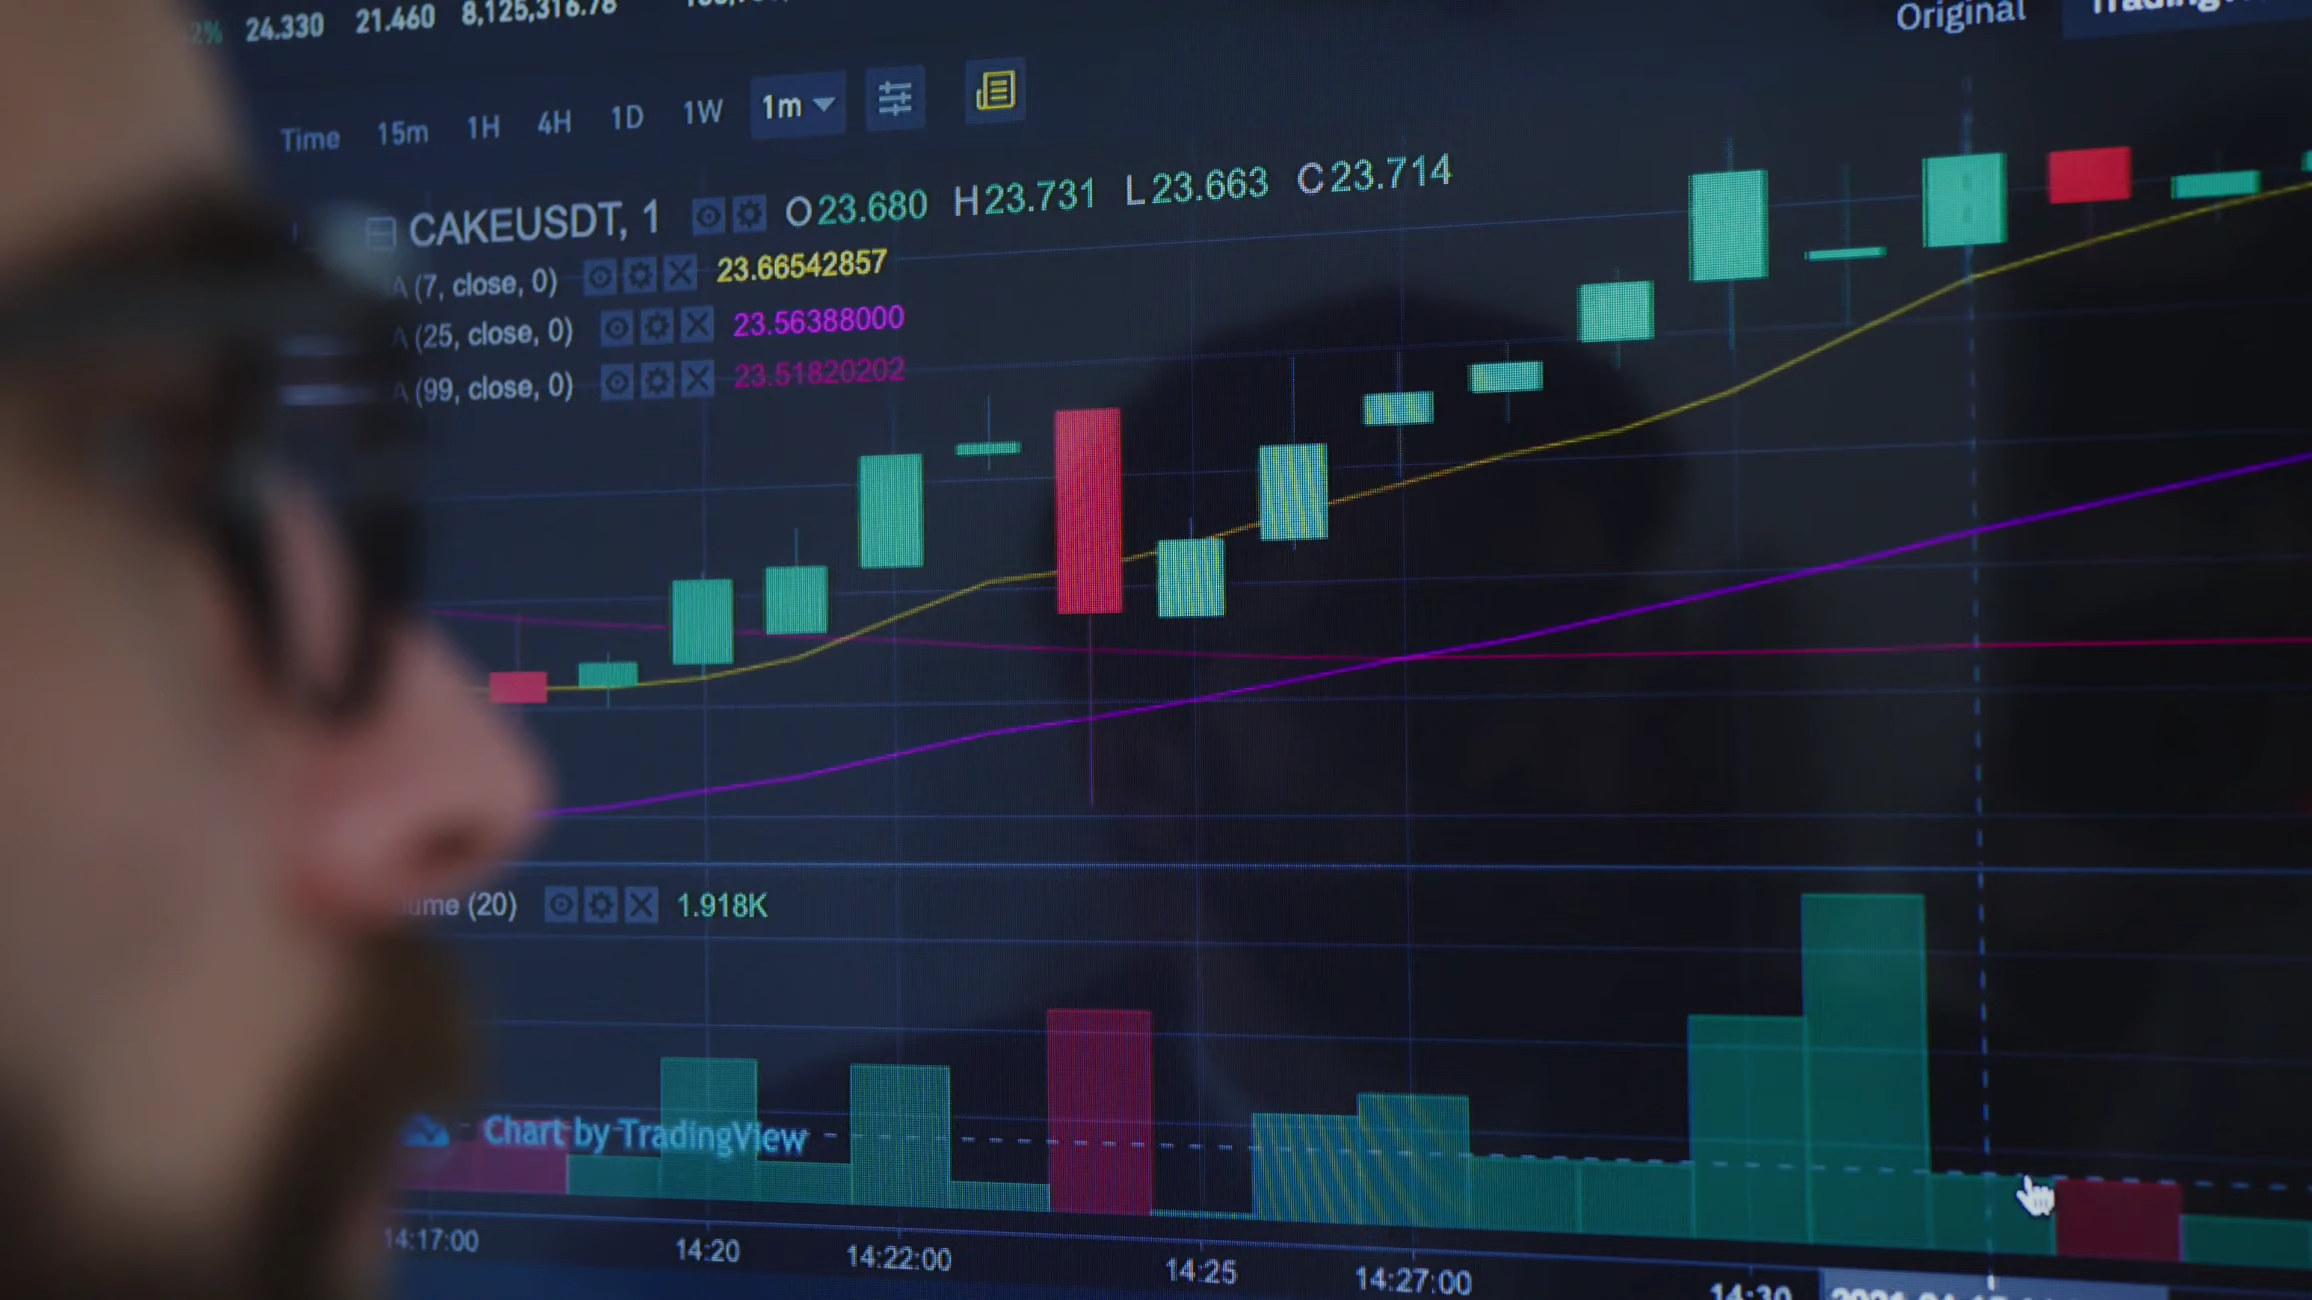 2% 24.330 21.460 8,125,316.78
Original
Time 15m 1H 4H 1D 1W 1m
CAKEUSDT, 1 O23.680 H23.731 L23.663 C23.714
(7, close, 0) 23.66542857
(25, close, 0) 23.56388000
(99, close, 0) 23.51820202
(20) 1.918K
Chart by TradingView
14:17:00 14:20 14:22:00 14:25 14:27:00 14:30